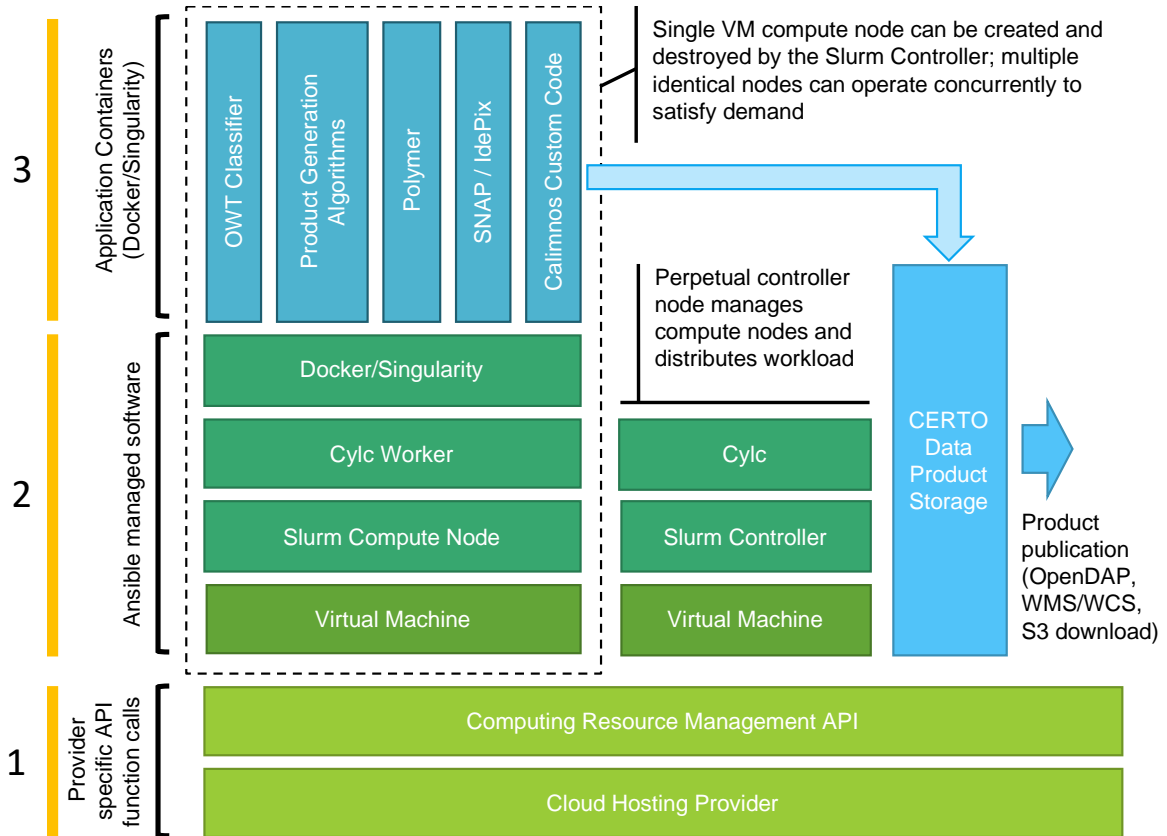 3
Application Containers
(Docker/Singularity)
OWT Classifier
Product Generation
Algorithms
Polymer
SNAP / IdePix
Calimnos Custom Code
Single VM compute node can be created and
destroyed by the Slurm Controller; multiple
identical nodes can operate concurrently to
satisfy demand
Perpetual controller
node manages
compute nodes and
distributes workload
2
Ansible managed software
Docker/Singularity
Cylc Worker
Slurm Compute Node
Virtual Machine
Cylc
Slurm Controller
Virtual Machine
CERTO
Data
Product
Storage
Product
publication
(OpenDAP,
WMS/WCS,
S3 download)
1
Provider
specific API
function calls
Computing Resource Management API
Cloud Hosting Provider